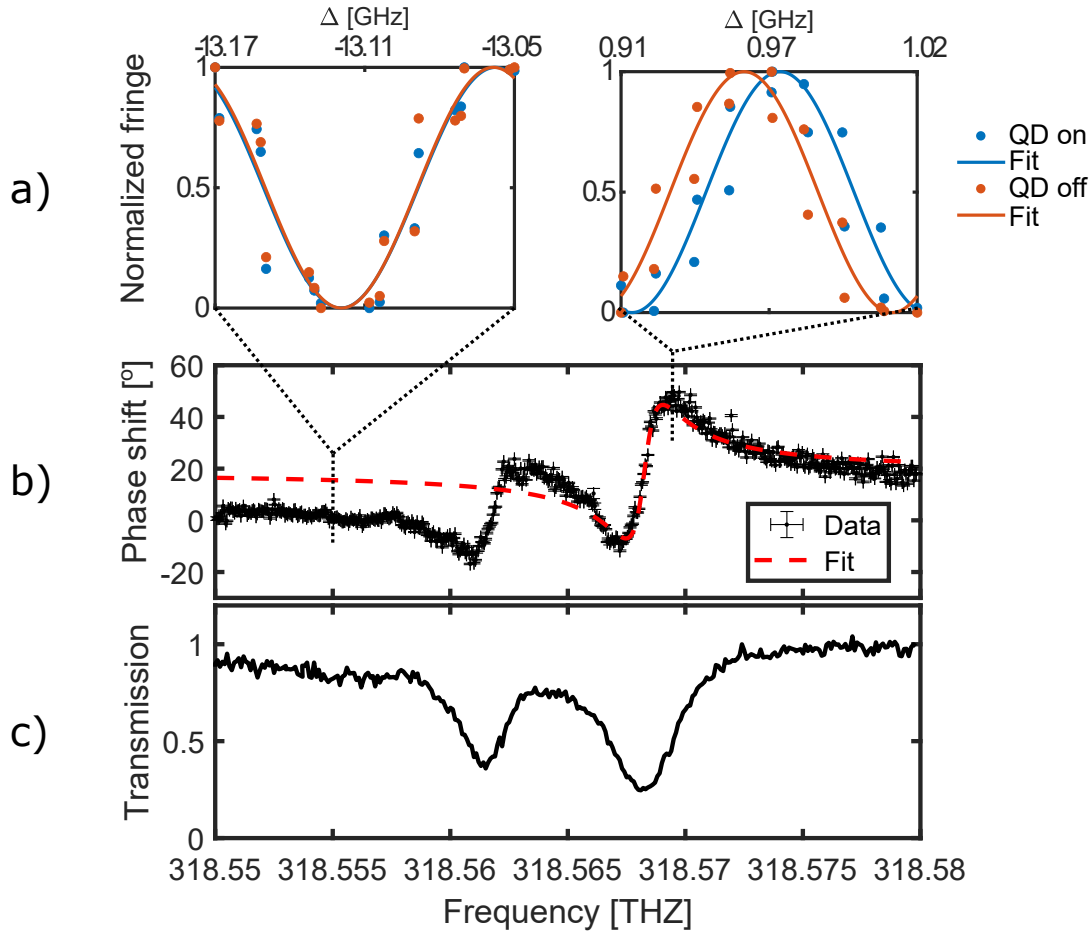 Δ [GHz]
-13.17 -13.11 -13.05
Δ [GHz]
0.91 0.97 1.02
a)
Normalized fringe
1
0.5
0
1
0.5
0
QD on
Fit
QD off
Fit
b)
Phase shift [º]
60
40
20
0
-20
Data
Fit
c)
Transmission
1
0.5
0
318.55 318.555 318.56 318.565 318.57 318.575 318.58
Frequency [THZ]